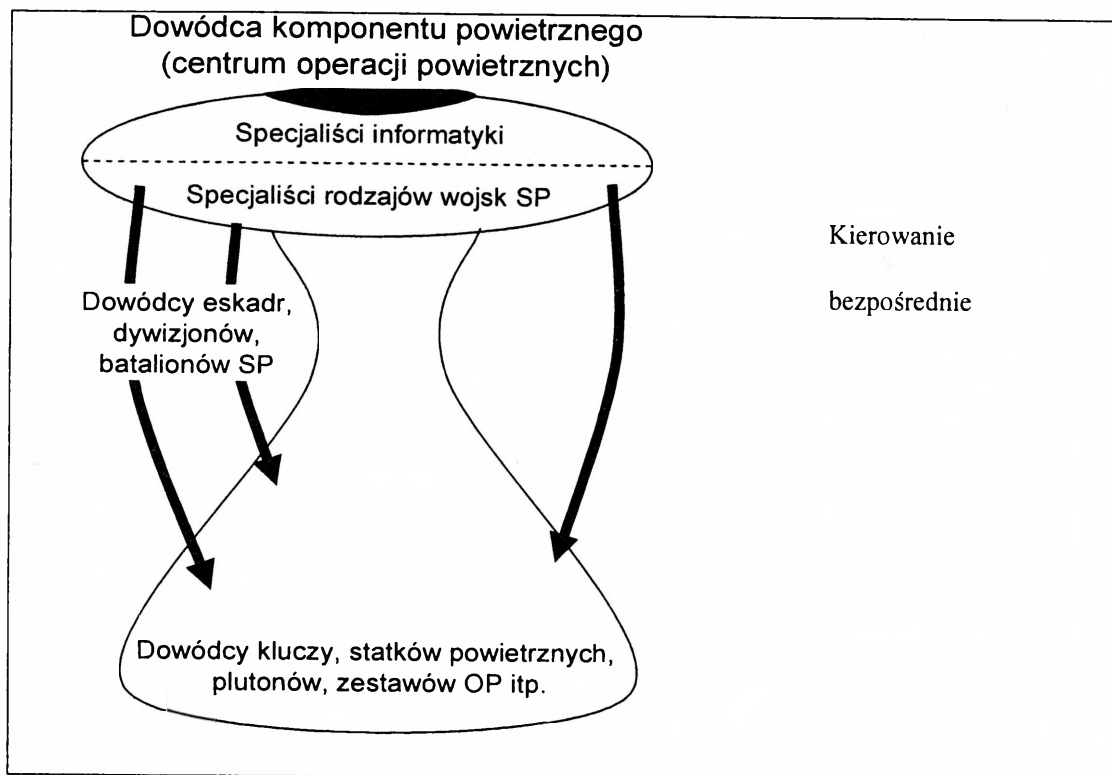 Dowódca komponentu powietrznego
(centrum operacji powietrznych)
Specjaliści informatyki
Specjaliści rodzajów wojsk SP
Kierowanie
bezpośrednie
Dowódcy eskadr,
dywizjonów,
batalionów SP
Dowódcy kluczy, statków powietrznych,
plutonów, zestawów OP itp.